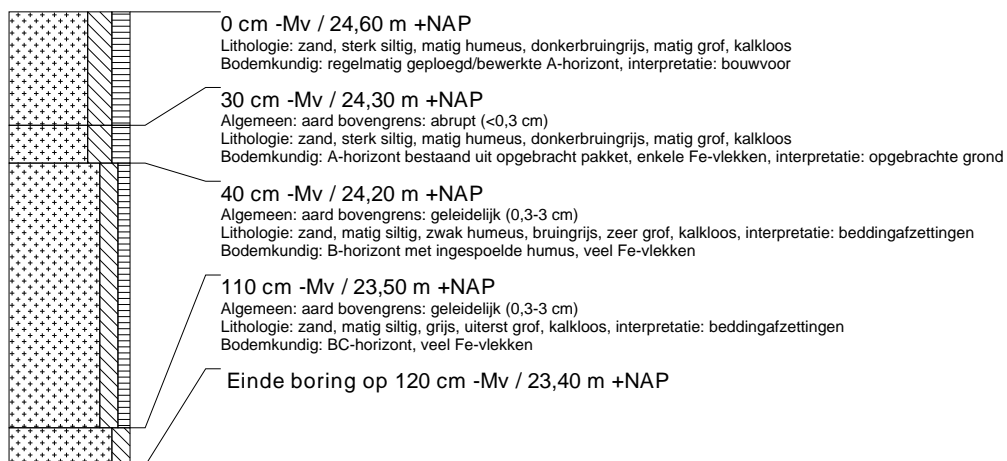 0 cm -Mv / 24,60 m +NAP
Lithologie: zand, sterk siltig, matig humeus, donkerbruingrijs, matig grof, kalkloos
Bodemkundig: regelmatig geploegd/bewerkte A-horizont, interpretatie: bouwvoor
30 cm -Mv / 24,30 m +NAP
Algemeen: aard bovengrens: abrupt (<0,3 cm)
Lithologie: zand, sterk siltig, matig humeus, donkerbruingrijs, matig grof, kalkloos
Bodemkundig: A-horizont bestaand uit opgebracht pakket, enkele Fe-vlekken, interpretatie: opgebrachte grond
40 cm -Mv / 24,20 m +NAP
Algemeen: aard bovengrens: geleidelijk (0,3-3 cm)
Lithologie: zand, matig siltig, zwak humeus, bruingrijs, zeer grof, kalkloos, interpretatie: beddingafzettingen
Bodemkundig: B-horizont met ingespoelde humus, veel Fe-vlekken
110 cm -Mv / 23,50 m +NAP
Algemeen: aard bovengrens: geleidelijk (0,3-3 cm)
Lithologie: zand, matig siltig, grijs, uiterst grof, kalkloos, interpretatie: beddingafzettingen
Bodemkundig: BC-horizont, veel Fe-vlekken
Einde boring op 120 cm -Mv / 23,40 m +NAP